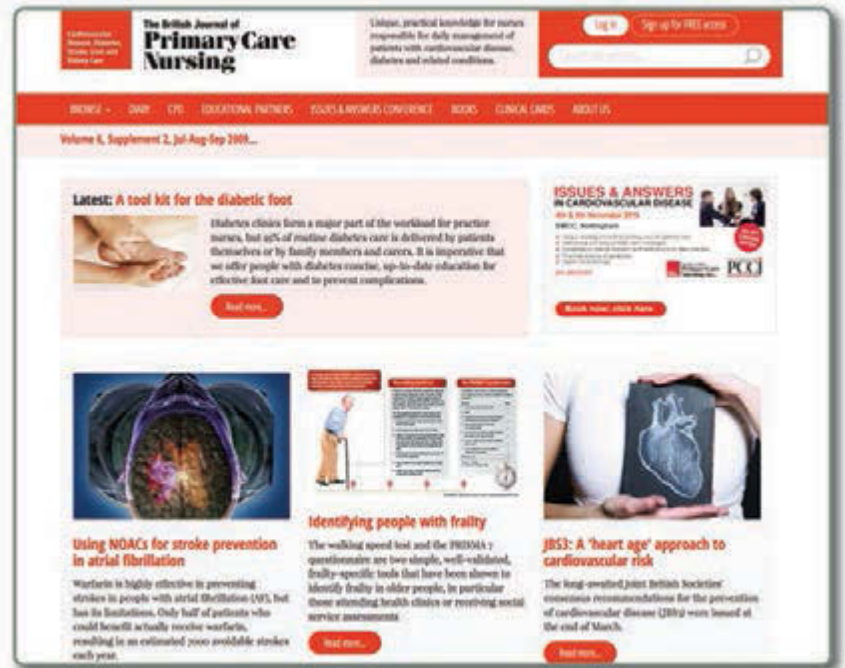 Cardiovascular
Disease, Diabetes,
Stroke Care and
Kidney Care
The British Journal of
Primary Care
Nursing
Unique, practical knowledge for nurses
responsible for daily management of
patients with cardiovascular disease,
diabetes and related conditions.
Log in
Sign up for FREE access
BROWSE
DIARY
CPD
EDUCATIONAL PARTNERS
ISSUES & ANSWERS CONFERENCE
BOOKS
CLINICAL CARDS
ABOUT US
Volume 6, Supplement 2, Jul-Aug-Sep 2009...
Latest: A tool kit for the diabetic foot
Diabetes clinics form a major part of the workload for practice
nurses, but 95% of routine diabetes care is delivered by patients
themselves or by family members and carers. It is imperative that
we offer people with diabetes concise, up-to-date education for
effective foot care and to prevent complications.
Read more...
ISSUES & ANSWERS
IN CARDIOVASCULAR DISEASE
PCCJ
Book now: click here
Using NOACs for stroke prevention
in atrial fibrillation
Warfarin is highly effective in preventing
strokes in people with atrial fibrillation (AF), but
has its limitations. Only half of patients who
could benefit actually receive warfarin,
resulting in an estimated 7000 avoidable strokes
each year.
Identifying people with frailty
The walking speed test and the PRISMA 7
questionnaire are two simple, well-validated,
frailty-specific tools that have been shown to
identify frailty in older people, in particular
those attending health clinics or receiving social
service assessments
Read more...
JBS3: A 'heart age' approach to
cardiovascular risk
The long-awaited Joint British Societies'
consensus recommendations for the prevention
of cardiovascular disease (JBS3) were issued at
the end of March.
Read more...